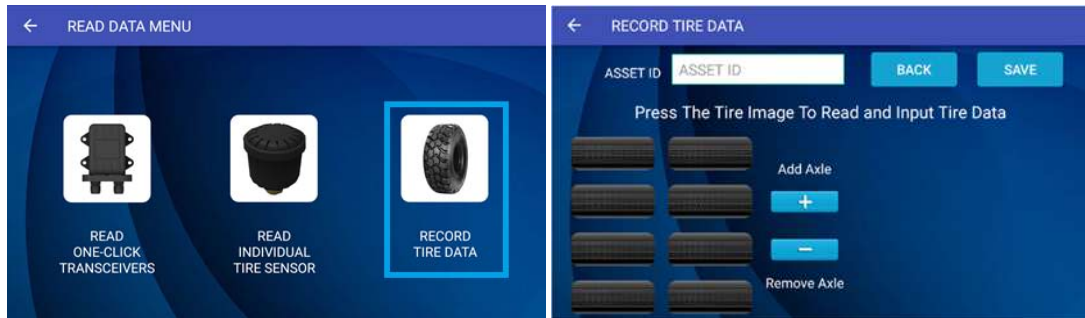 READ DATA MENU
READ
ONE-CLICK
TRANSCEIVERS
READ
INDIVIDUAL
TIRE SENSOR
RECORD
TIRE DATA
RECORD TIRE DATA
ASSET ID
ASSET ID
BACK
SAVE
Press The Tire Image To Read and Input Tire Data
Add Axle
+
−
Remove Axle